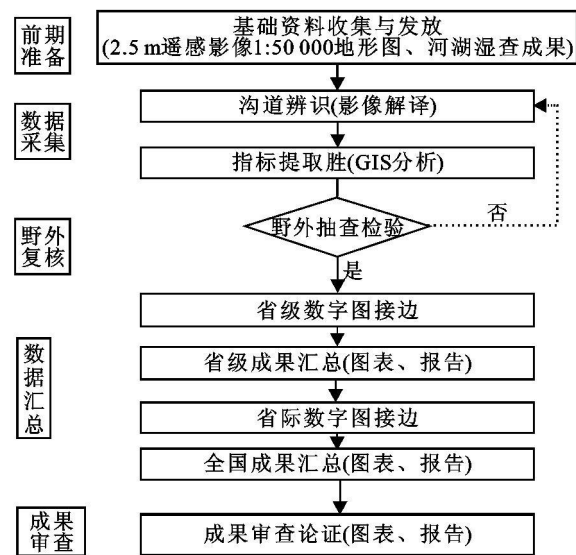 前期
准备
基础资料收集与发放
(2.5 m遥感影像1:50 000地形图、河湖湿查成果)
数据
采集
沟道辨识(影像解译)
指标提取胜(GIS分析)
野外
复核
野外抽查检验
否
是
数
据
汇
总
省级数字图接边
省级成果汇总(图表、报告)
省际数字图接边
全国成果汇总(图表、报告)
成果
审查
成果审查论证(图表、报告)